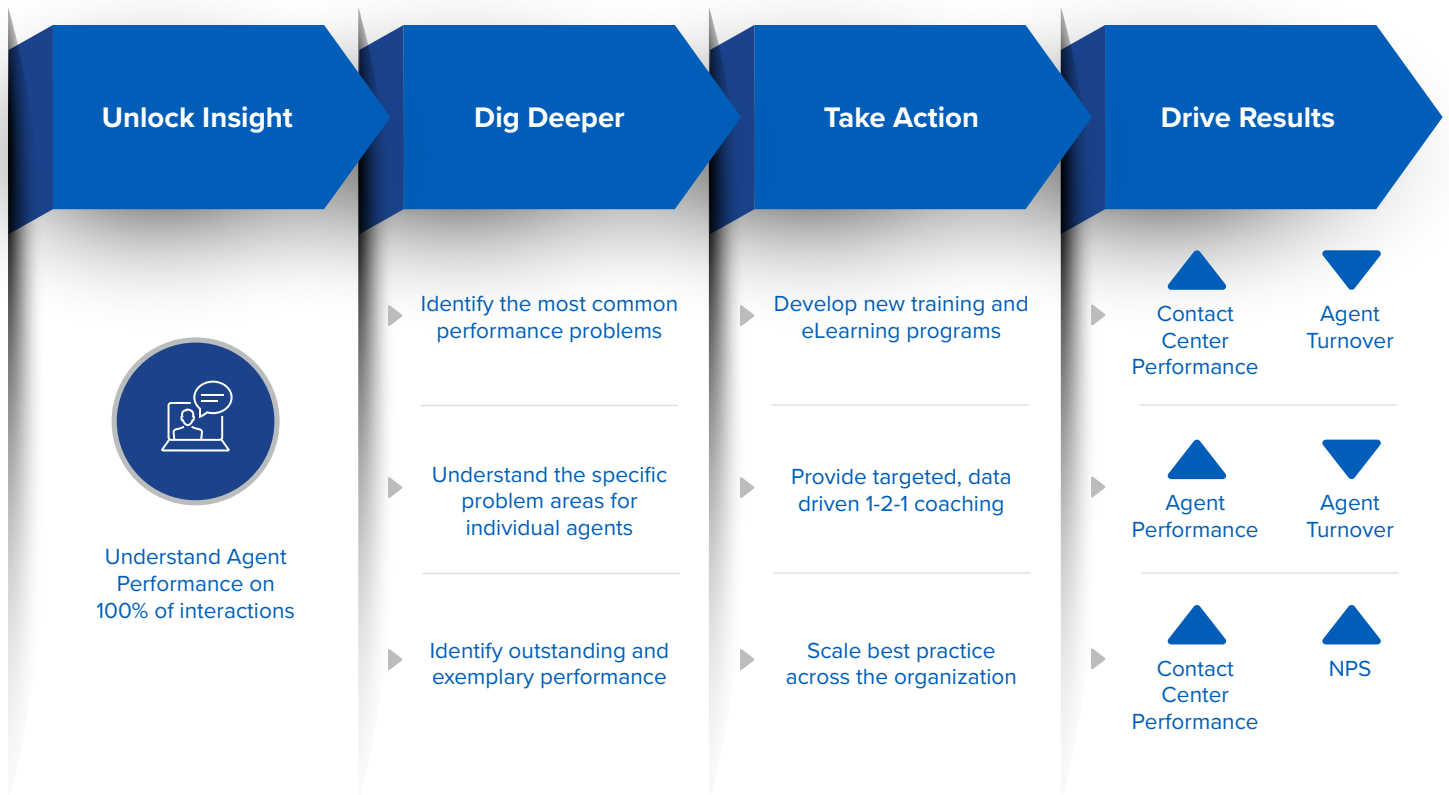 Unlock Insight
Dig Deeper
Take Action
Drive Results
Understand Agent
Performance on
100% of interactions
Identify the most common
performance problems
Understand the specific
problem areas for
individual agents
Identify outstanding and
exemplary performance
Develop new training and
eLearning programs
Provide targeted, data
driven 1-2-1 coaching
Scale best practice
across the organization
Contact
Center
Performance
Agent
Turnover
Agent
Performance
Agent
Turnover
Contact
Center
Performance
NPS